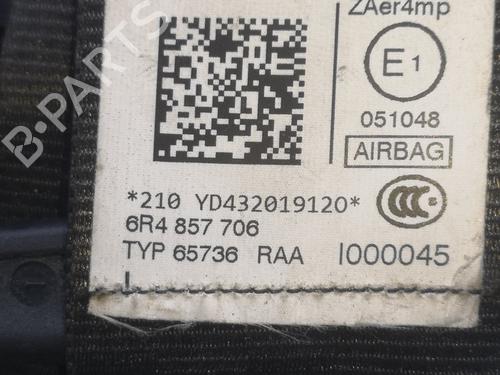 ZAer4mp
E1
051048
AIRBAG
*210 YD432019120*
6R4 857 706
TYP 65736 RAA
I000045
I
B-PARTS